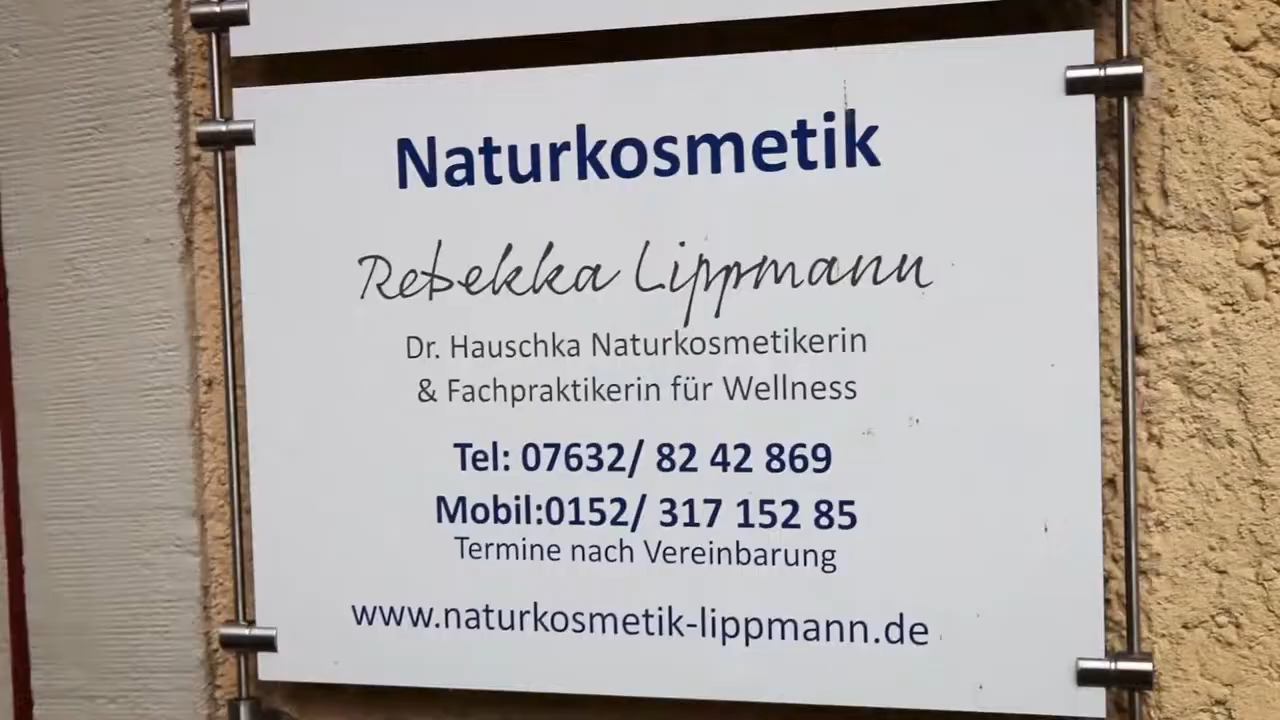 Naturkosmetik
Rebekka Lippmann
Dr. Hauschka Naturkosmetikerin
& Fachpraktikerin für Wellness
Tel: 07632/ 82 42 869
Mobil:0152/ 317 152 85
Termine nach Vereinbarung
www.naturkosmetik-lippmann.de